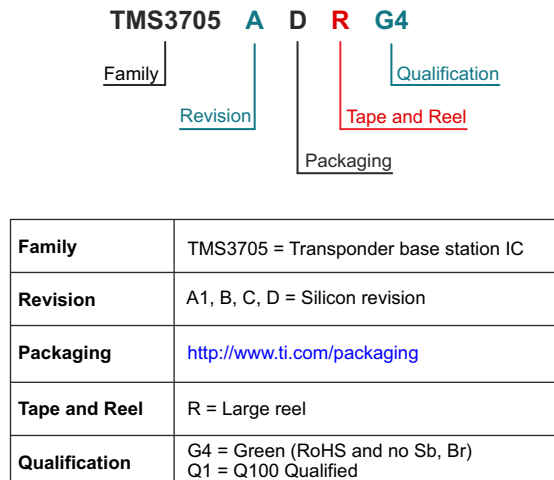 TMS3705 A D R G4
Family
Qualification
Revision
Tape and Reel
Packaging
Family TMS3705 = Transponder base station IC
Revision A1, B, C, D = Silicon revision
Packaging http://www.ti.com/packaging
Tape and Reel R = Large reel
Qualification G4 = Green (RoHS and no Sb, Br)
Q1 = Q100 Qualified